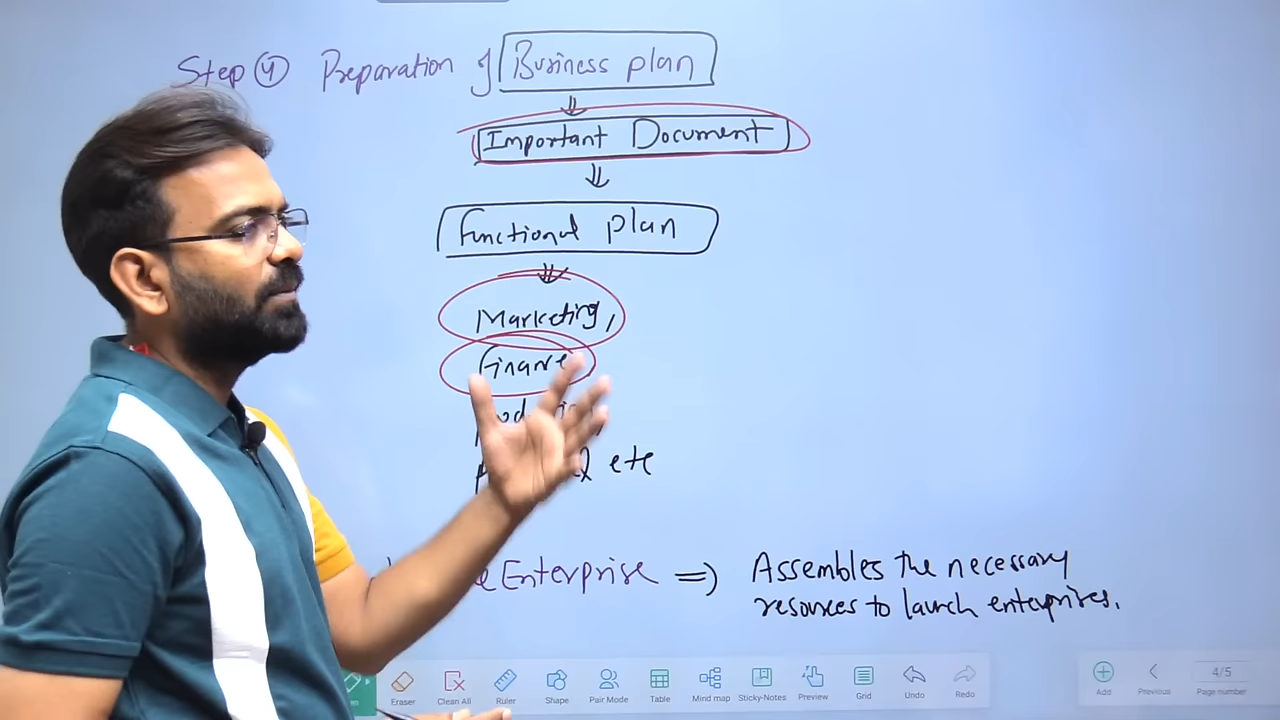 Step ④ Preparation of Business plan
Important Document
Functional plan
Marketing,
Finance
etc
Enterprise => Assembles the necessary
resources to launch enterprises.
Eraser
Clean All
Ruler
Shape
Pair Mode
Table
Mind map
Sticky-Notes
Preview
Grid
Undo
Redo
Add
Previous
4/5
Page number